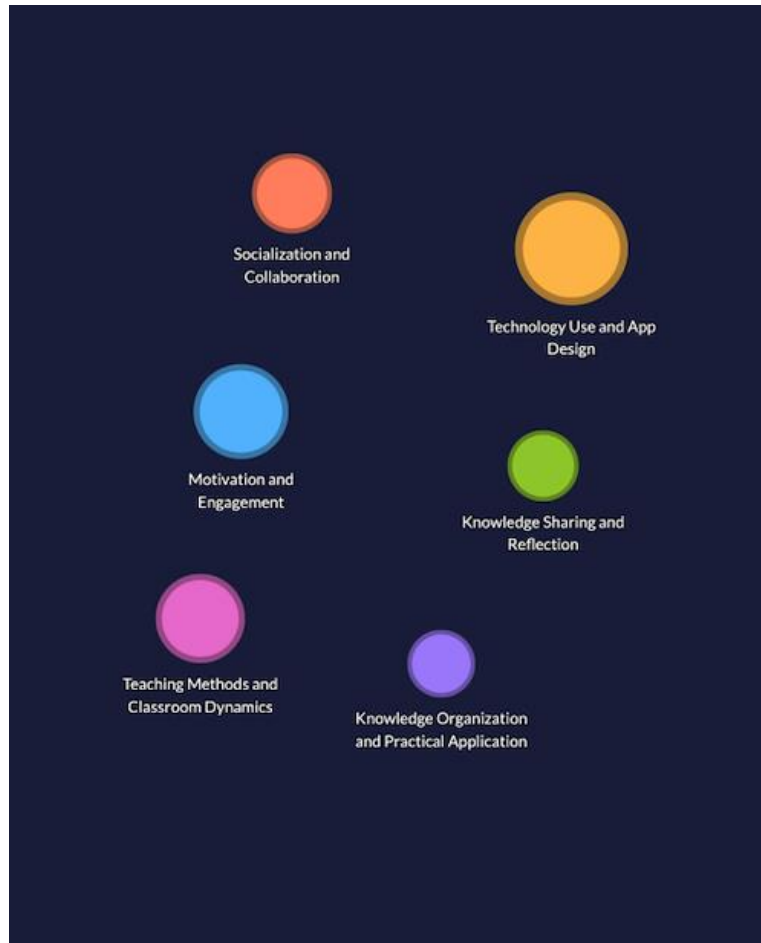 Socialization and
Collaboration
Technology Use and App
Design
Motivation and
Engagement
Knowledge Sharing and
Reflection
Teaching Methods and
Classroom Dynamics
Knowledge Organization
and Practical Application